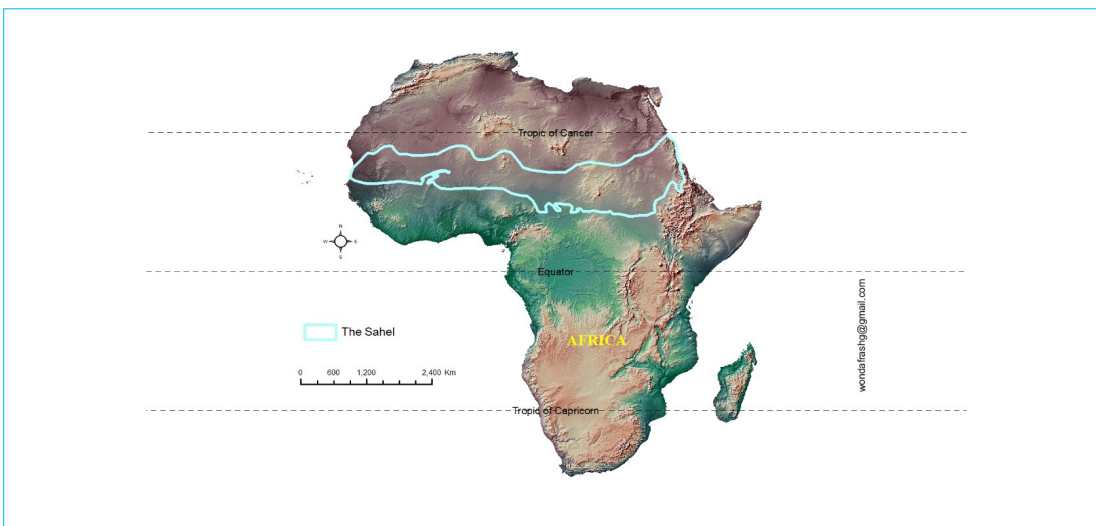 Tropic of Cancer
N
W E
S
Equator
wondafrashg@gmail.com
The Sahel
AFRICA
0 600 1,200 2,400 Km
Tropic of Capricorn